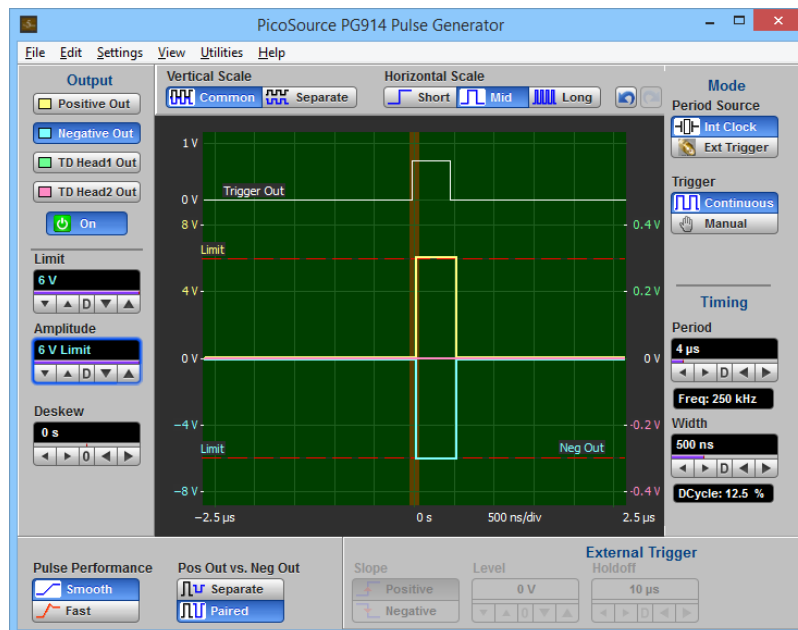 PicoSource PG914 Pulse Generator
File Edit Settings View Utilities Help
Output
Positive Out
Negative Out
TD Head1 Out
TD Head2 Out
On
Limit
6 V
D
Amplitude
6 V Limit
D
Deskew
0 s
0
Vertical Scale
Common Separate
Horizontal Scale
Short Mid Long
1 V
Trigger Out
0 V
8 V
0.4 V
Limit
4 V
0.2 V
0 V
0 V
−4 V
-0.2 V
Limit
Neg Out
−8 V
-0.4 V
−2.5 µs
0 s
500 ns/div
2.5 µs
Mode
Period Source
Int Clock
Ext Trigger
Trigger
Continuous
Manual
Timing
Period
4 µs
D
Freq: 250 kHz
Width
500 ns
D
DCycle: 12.5 %
Pulse Performance
Smooth
Fast
Pos Out vs. Neg Out
Separate
Paired
External Trigger
Slope
Positive
Negative
Level
0 V
0
Holdoff
10 µs
D